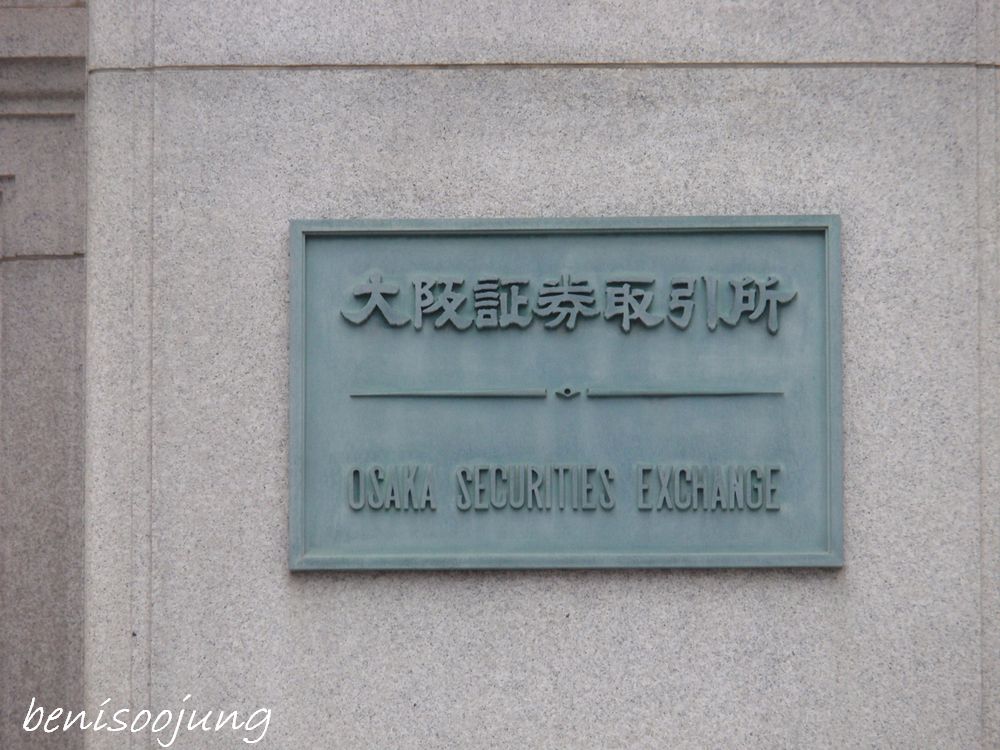 大阪証券取引所
OSAKA SECURITIES EXCHANGE
benisoojung